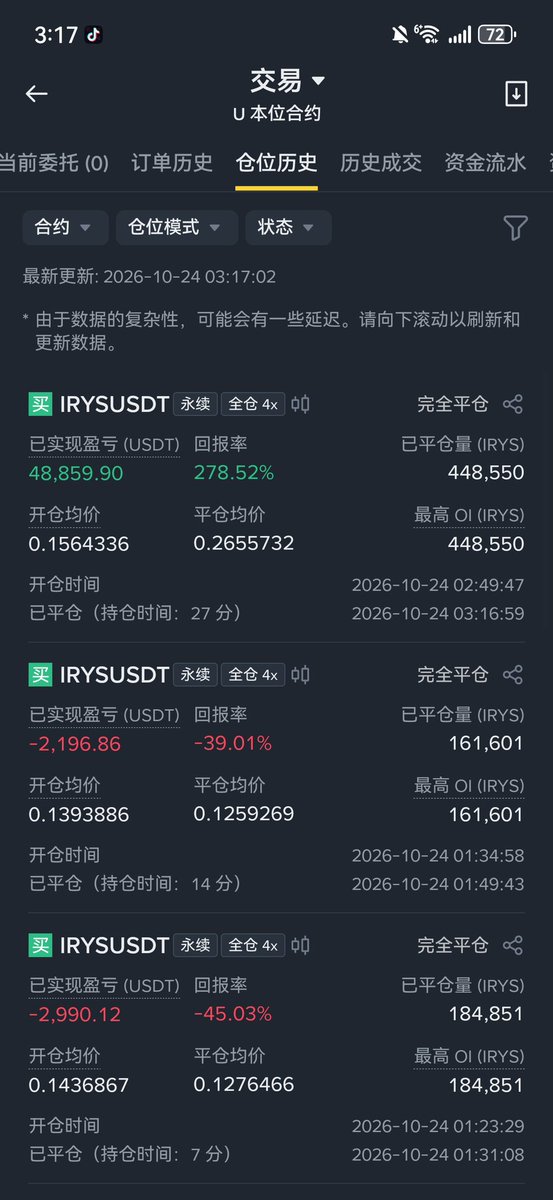 3:17
6+
72
交易
U 本位合约
当前委托 (0) 订单历史 仓位历史 历史成交 资金流水
合约 仓位模式 状态
最新更新: 2026-10-24 03:17:02
* 由于数据的复杂性，可能会有一些延迟。请向下滚动以刷新和
更新数据。
买 IRYSUSDT 永续 全仓 4x 完全平仓
已实现盈亏 (USDT) 回报率 已平仓量 (IRYS)
48,859.90 278.52% 448,550
开仓均价 平仓均价 最高 OI (IRYS)
0.1564336 0.2655732 448,550
开仓时间 2026-10-24 02:49:47
已平仓（持仓时间：27 分） 2026-10-24 03:16:59
买 IRYSUSDT 永续 全仓 4x 完全平仓
已实现盈亏 (USDT) 回报率 已平仓量 (IRYS)
-2,196.86 -39.01% 161,601
开仓均价 平仓均价 最高 OI (IRYS)
0.1393886 0.1259269 161,601
开仓时间 2026-10-24 01:34:58
已平仓（持仓时间：14 分） 2026-10-24 01:49:43
买 IRYSUSDT 永续 全仓 4x 完全平仓
已实现盈亏 (USDT) 回报率 已平仓量 (IRYS)
-2,990.12 -45.03% 184,851
开仓均价 平仓均价 最高 OI (IRYS)
0.1436867 0.1276466 184,851
开仓时间 2026-10-24 01:23:29
已平仓（持仓时间：7 分） 2026-10-24 01:31:08